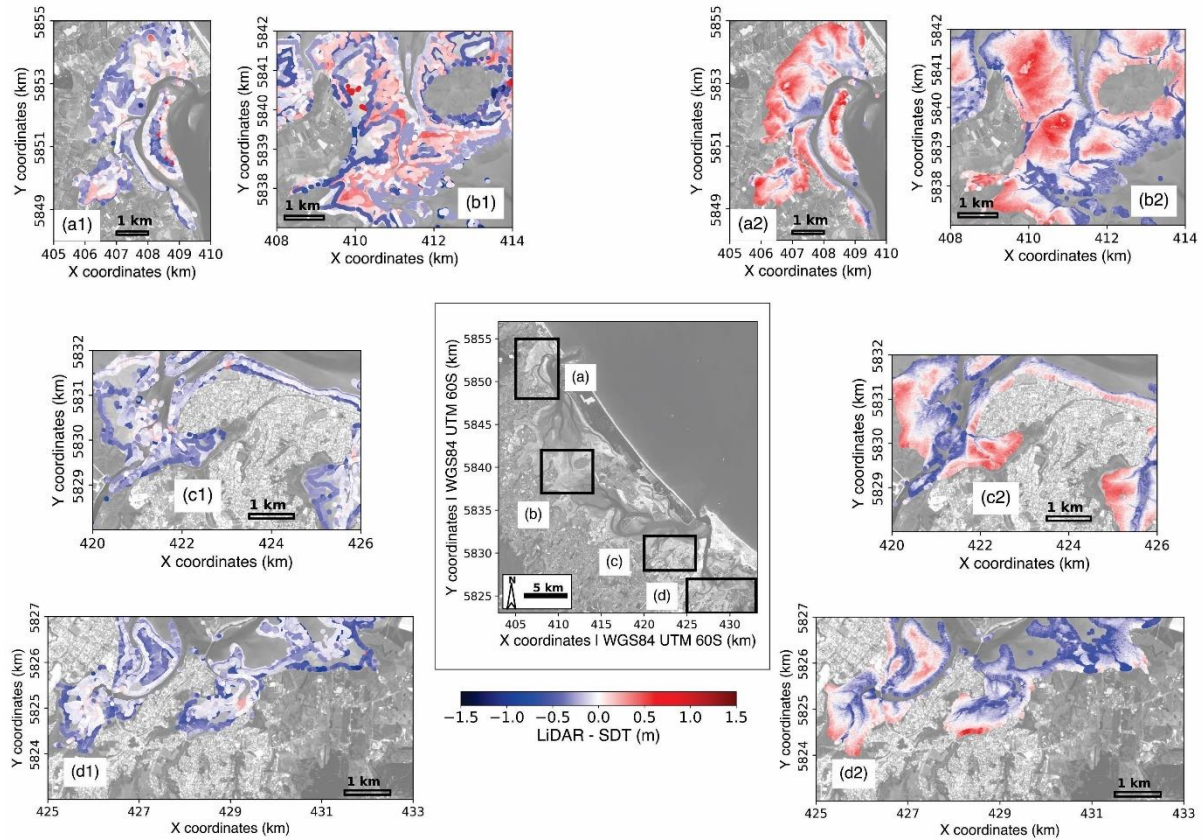 5855
5853
5851
5849
Y coordinates (km)
(a1)
1 km
405 406 407 408 409 410
X coordinates (km)
5842
5841
5840
5839
5838
(b1)
1 km
408 410 412 414
X coordinates (km)
5855
5853
5851
5849
Y coordinates (km)
(a2)
1 km
405 406 407 408 409 410
X coordinates (km)
5842
5841
5840
5839
5838
(b2)
1 km
408 410 412 414
X coordinates (km)
5832
5831
5830
5829
Y coordinates (km)
(c1)
1 km
420 422 424 426
X coordinates (km)
5855
5850
5845
5840
5835
5830
5825
Y coordinates I WGS84 UTM 60S (km)
(a)
(b)
(c)
(d)
N
5 km
405 410 415 420 425 430
X coordinates I WGS84 UTM 60S (km)
5832
5831
5830
5829
Y coordinates (km)
(c2)
1 km
420 422 424 426
X coordinates (km)
5827
5826
5825
5824
Y coordinates (km)
(d1)
1 km
425 427 429 431 433
X coordinates (km)
−1.5 −1.0 −0.5 0.0 0.5 1.0 1.5
LiDAR - SDT (m)
5827
5826
5825
5824
Y coordinates (km)
(d2)
1 km
425 427 429 431 433
X coordinates (km)